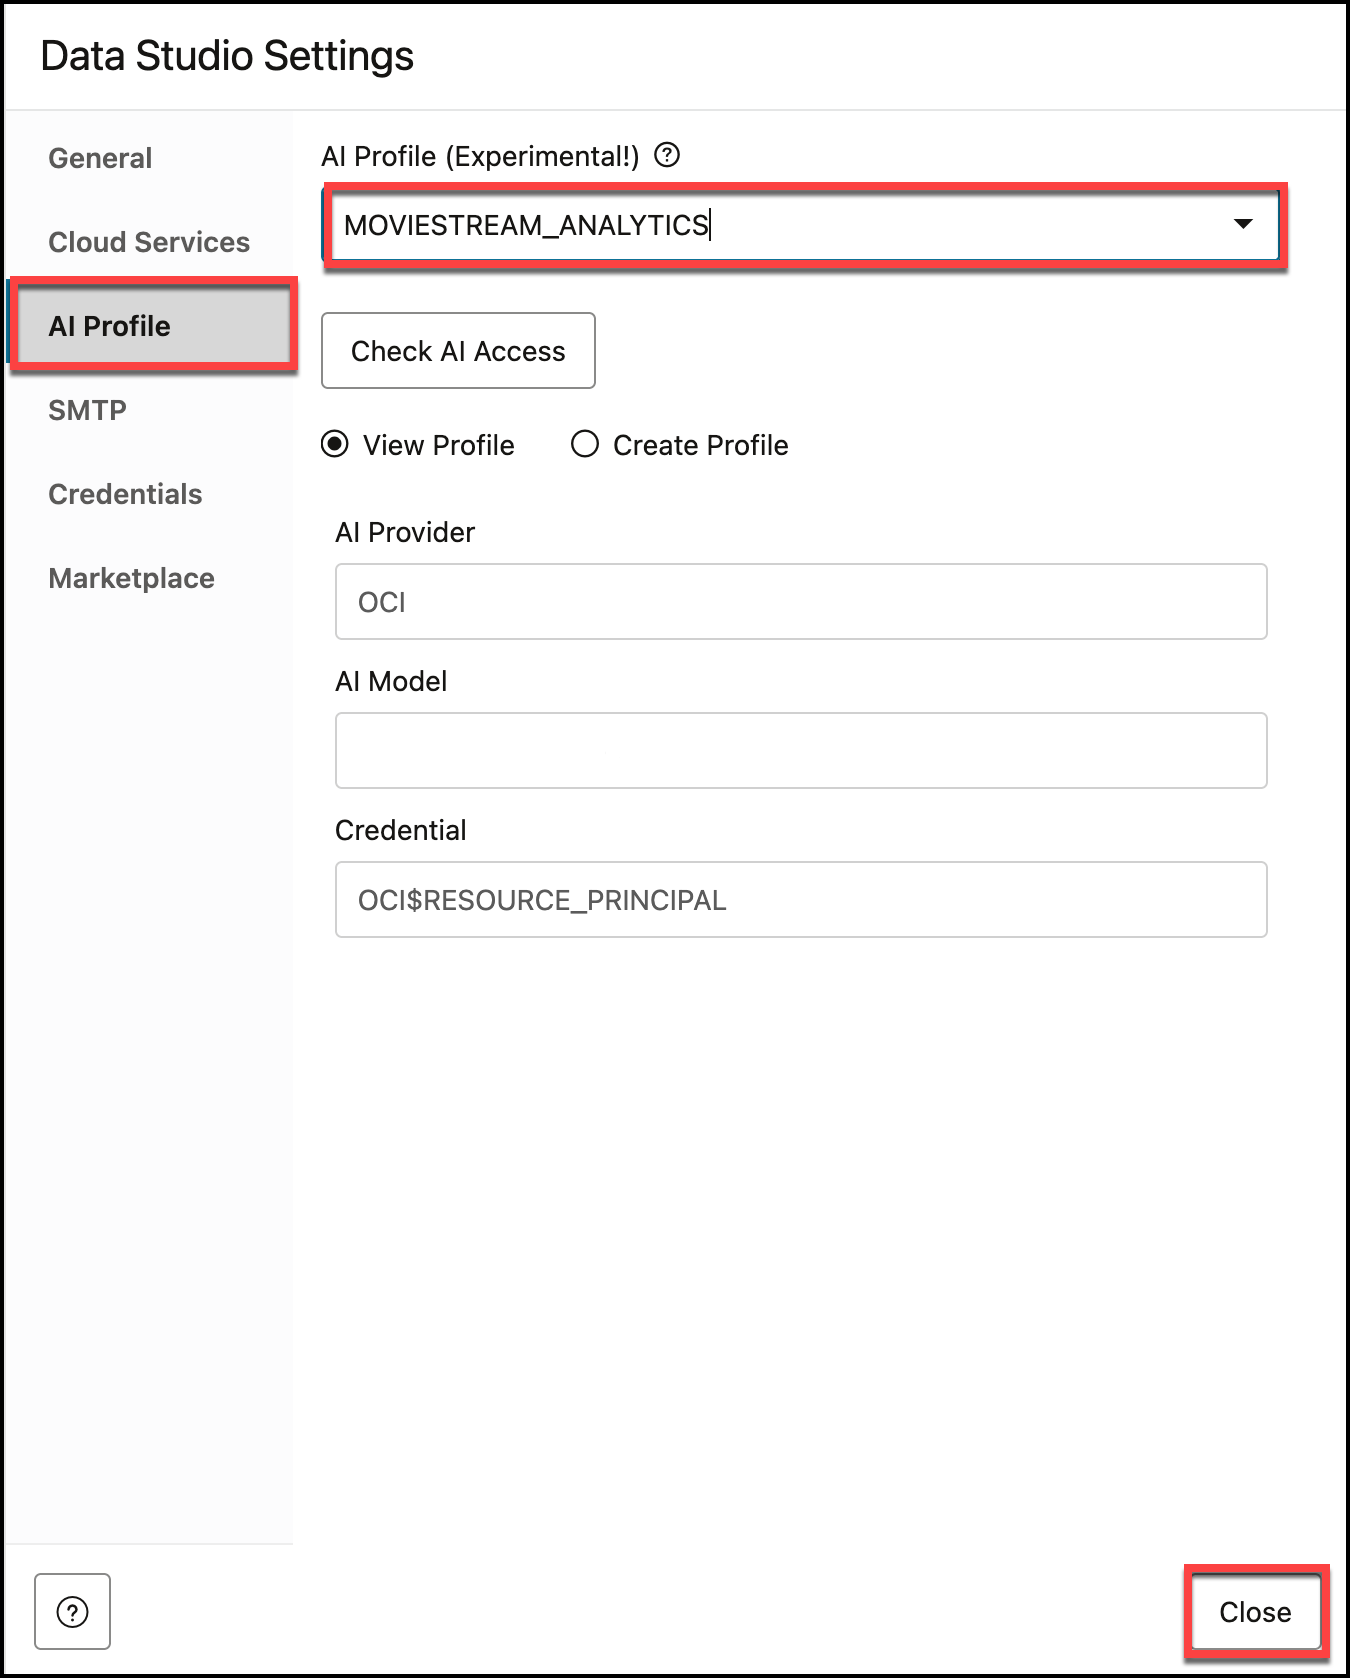 Data Studio Settings
General
Cloud Services
AI Profile
SMTP
Credentials
Marketplace
AI Profile (Experimental!) ?
MOVIESTREAM_ANALYTICS
Check AI Access
View Profile Create Profile
AI Provider
OCI
AI Model
Credential
OCI$RESOURCE_PRINCIPAL
? Close